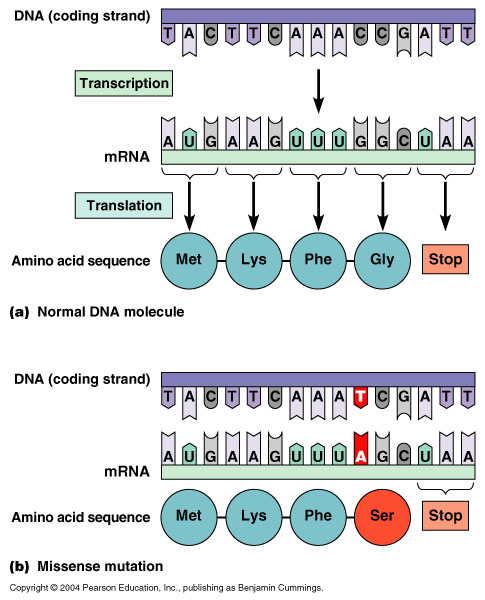 DNA (coding strand)
T A C T T C A A A C C G A T T
Transcription
A U G A A G U U U G G C U A A
mRNA
Translation
Amino acid sequence Met Lys Phe Gly Stop
(a) Normal DNA molecule
DNA (coding strand)
T A C T T C A A A T C G A T T
A U G A A G U U U A G C U A A
mRNA
Amino acid sequence Met Lys Phe Ser Stop
(b) Missense mutation
Copyright © 2004 Pearson Education, Inc., publishing as Benjamin Cummings.